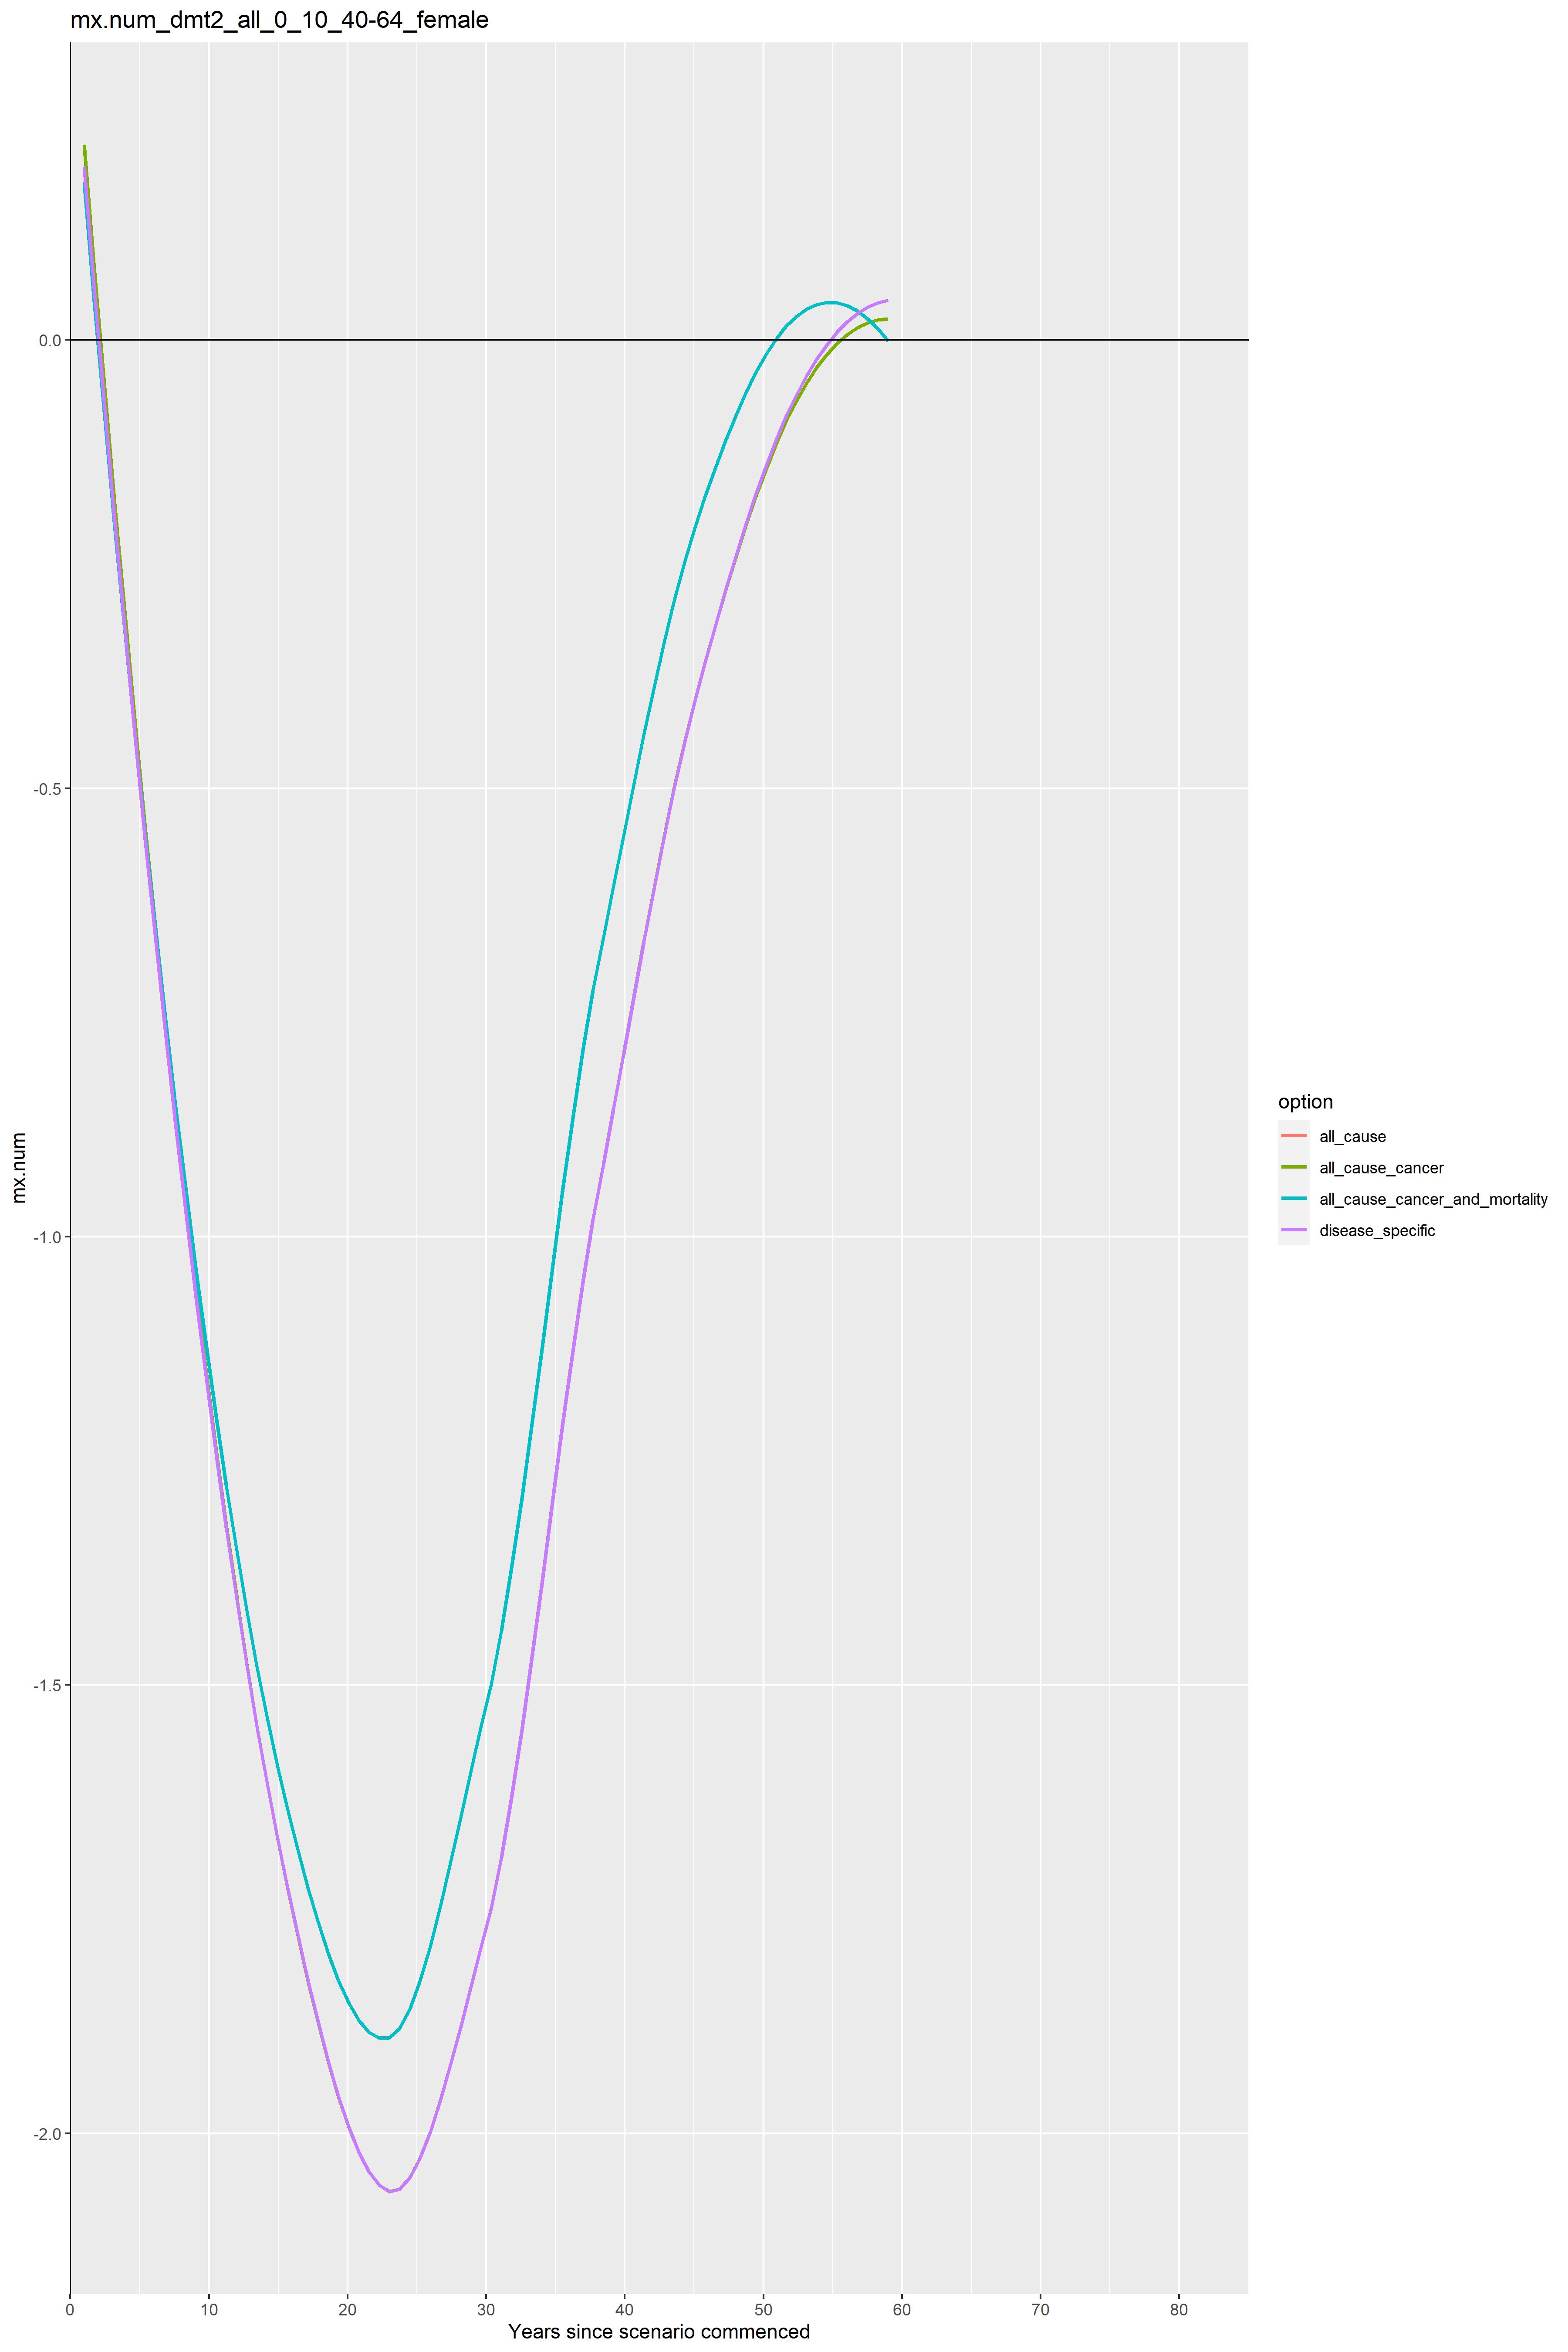 mx.num_dmt2_all_0_10_40-64_female
0.0
-0.5
-1.0
-1.5
-2.0
mx.num
0 10 20 30 40 50 60 70 80
Years since scenario commenced
option
all_cause
all_cause_cancer
all_cause_cancer_and_mortality
disease_specific